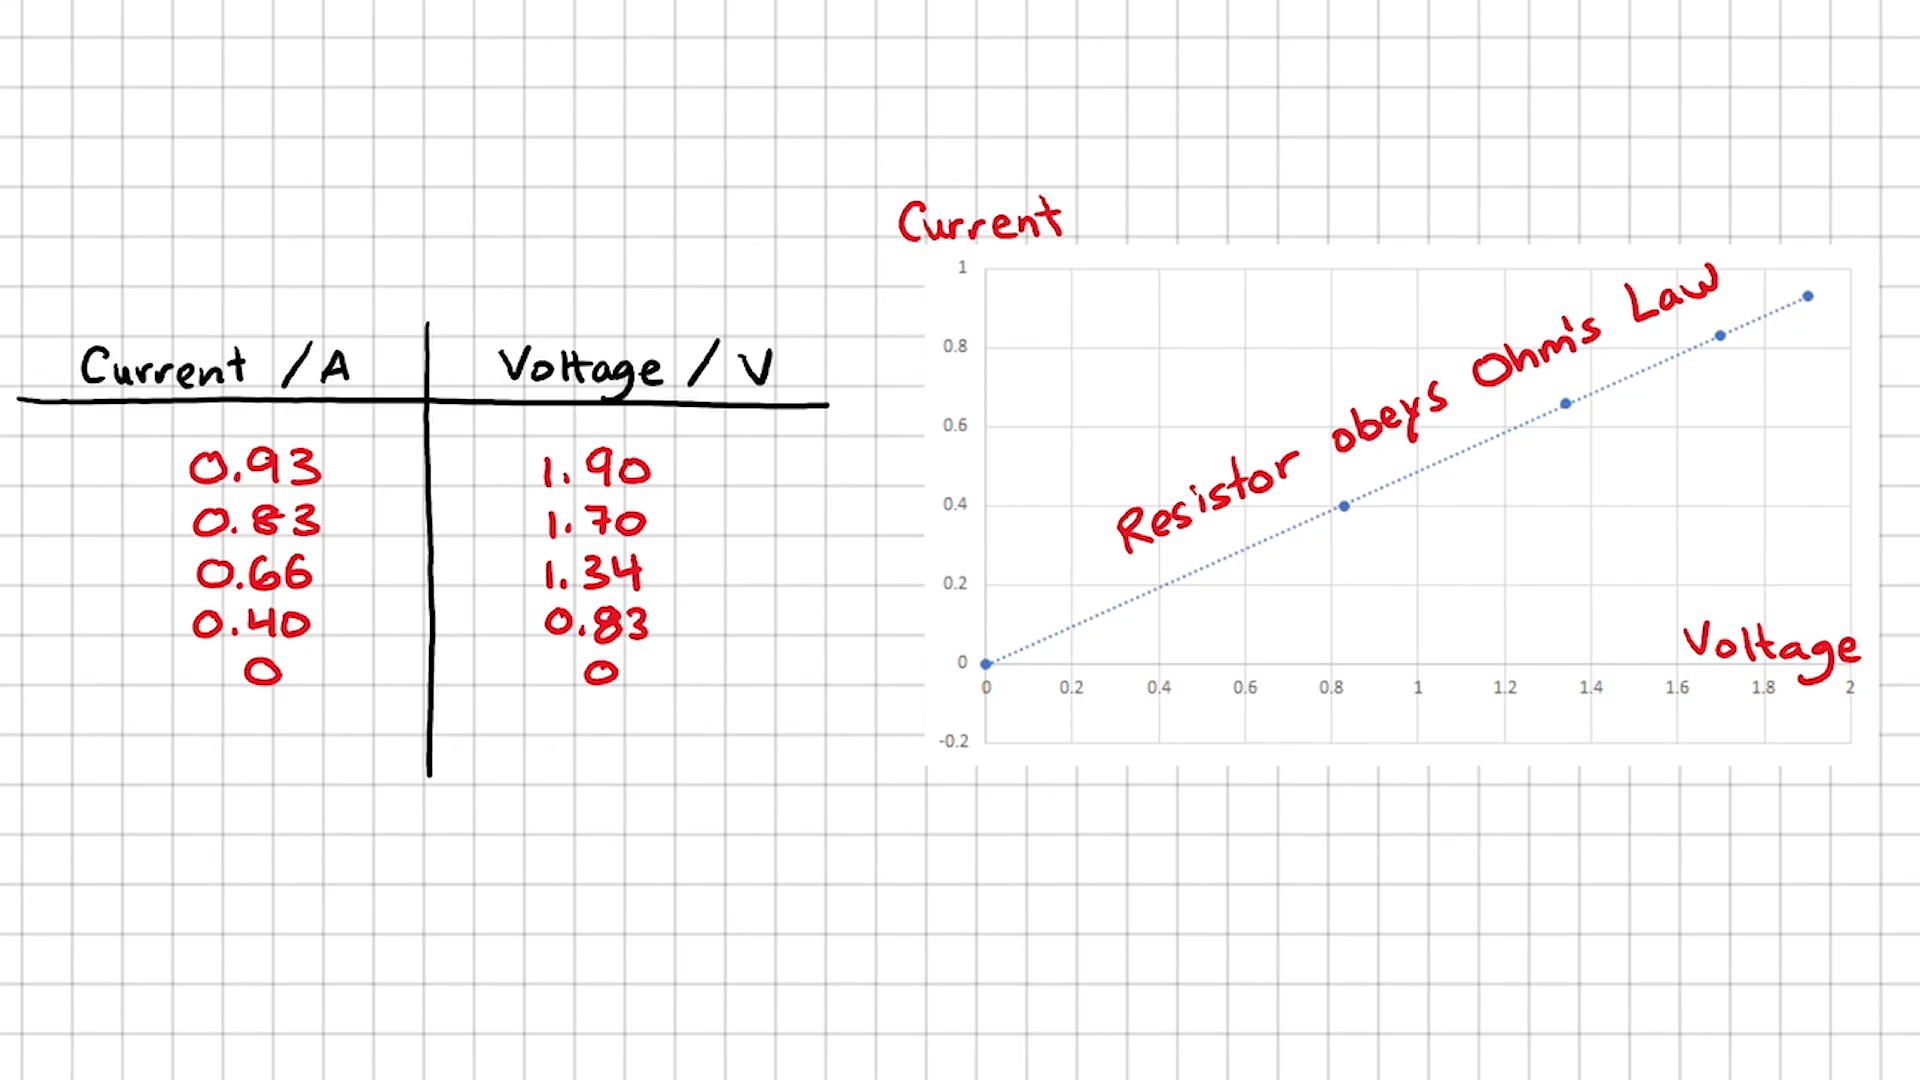 Current / A Voltage / V
0.93 1.90
0.83 1.70
0.66 1.34
0.40 0.83
0 0
Current
1
0.8
0.6
0.4
0.2
0
-0.2
Resistor obeys Ohm's Law
Voltage
0 0.2 0.4 0.6 0.8 1 1.2 1.4 1.6 1.8 2